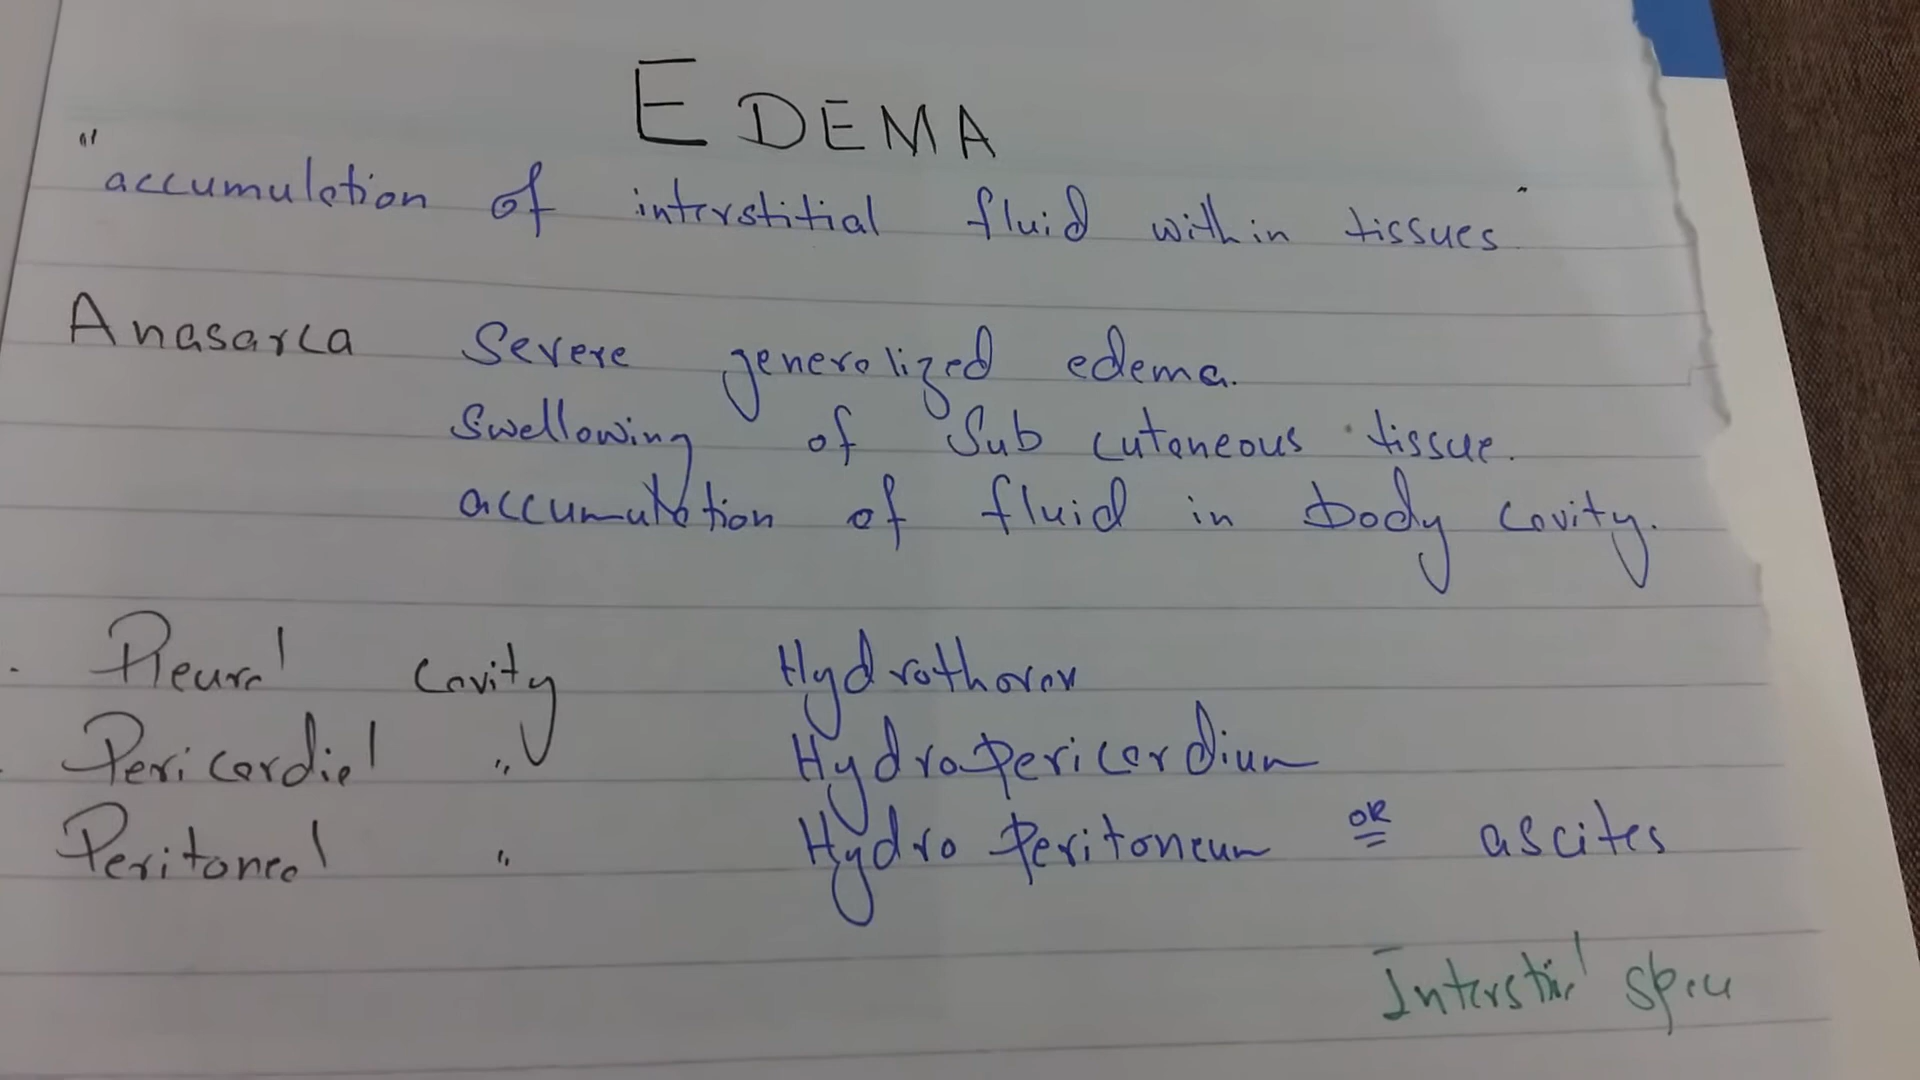 EDEMA
"accumulation of interstitial fluid within tissues"
Anasarca Severe generalized edema.
Swellowing of Sub cutaneous tissue.
accumulation of fluid in body cavity.
Pleural Cavity Hydrothorax
Pericardial " Hydropericardium
Peritoneal " Hydro Peritoneum OR ascites
Interstitial space